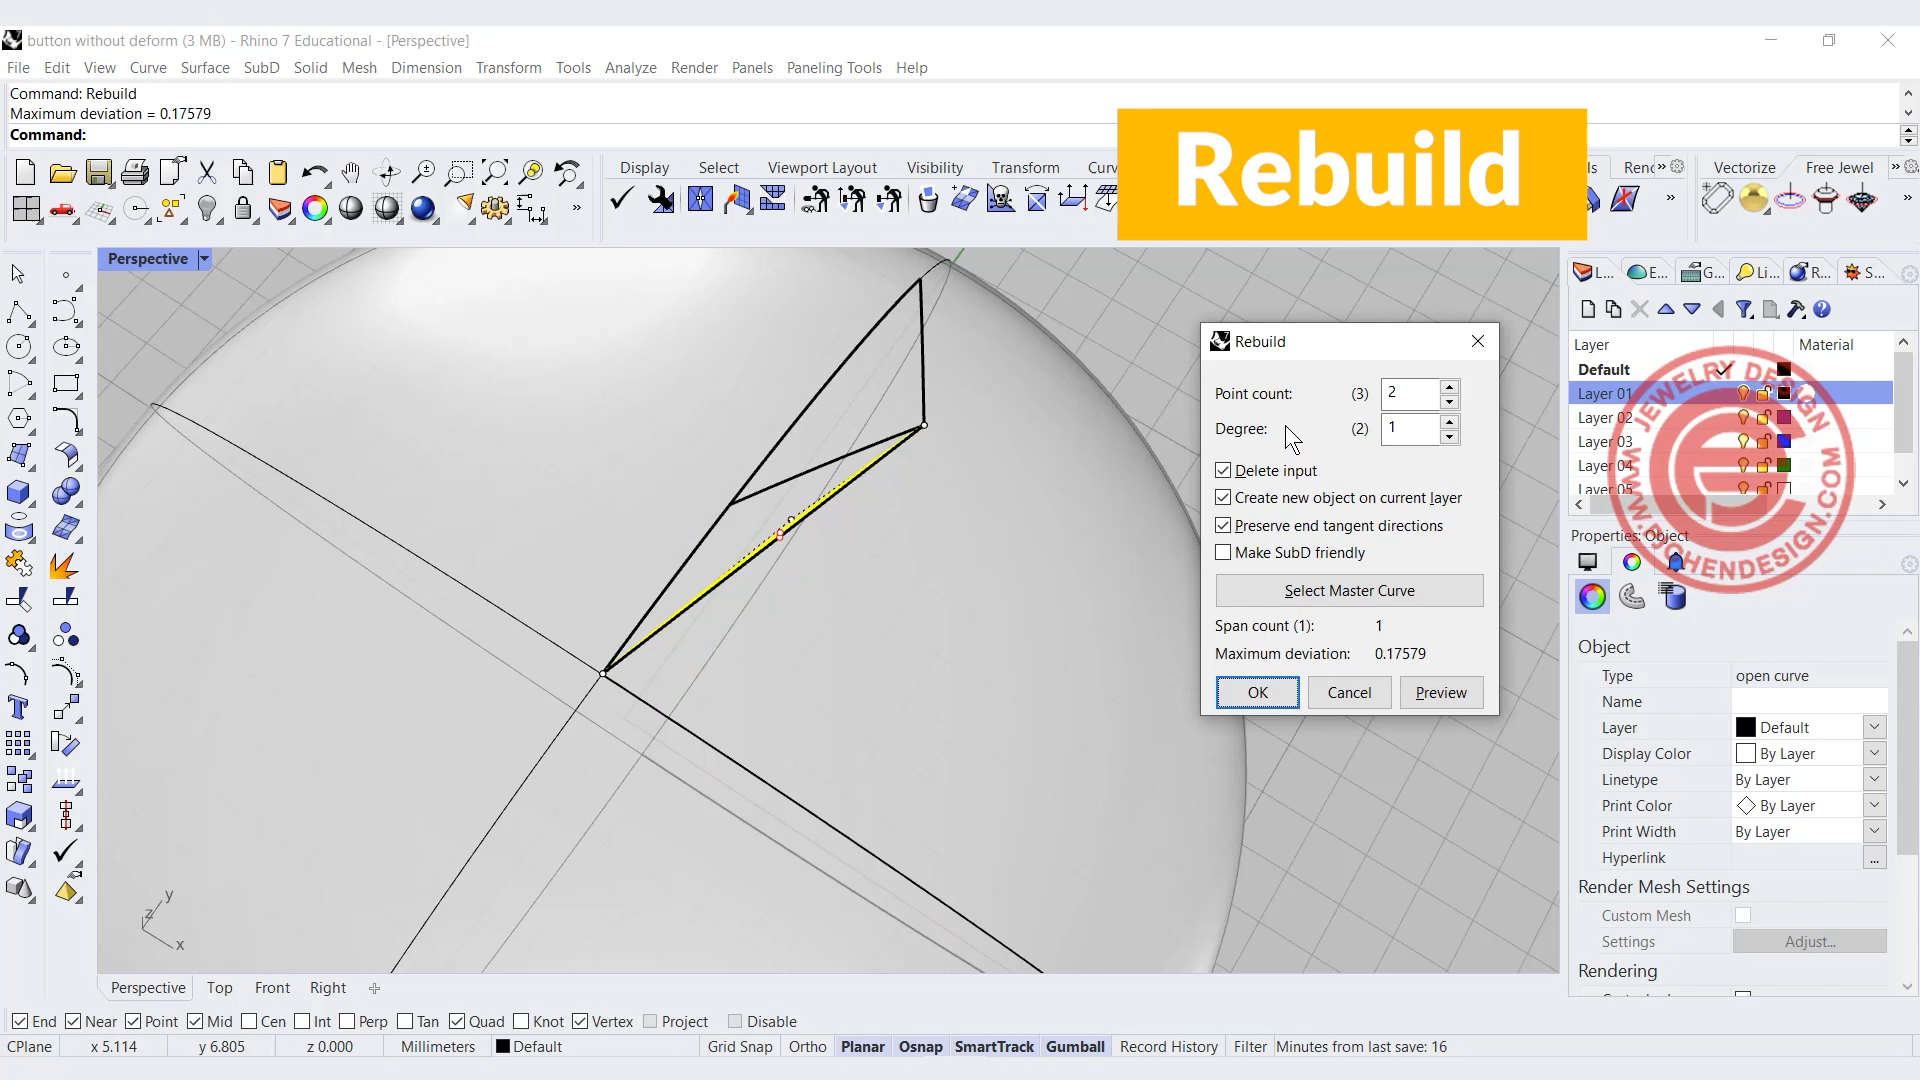 button without deform (3 MB) - Rhino 7 Educational - [Perspective]
File Edit View Curve Surface SubD Solid Mesh Dimension Transform Tools Analyze Render Panels Paneling Tools Help
Command: Rebuild
Maximum deviation = 0.17579
Command:
Rebuild
Display Select Viewport Layout Visibility Transform
Vectorize Free Jewel
Perspective
L... E... G... Li... R... S...
Layer Material
Default
Layer 01
Layer 02
Layer 03
Layer 04
Layer 05
JEWELRY DESIGN
WWW.PJCHENDESIGN.COM
Rebuild
Point count: (3) 2
Degree: (2) 1
Delete input
Create new object on current layer
Preserve end tangent directions
Make SubD friendly
Select Master Curve
Span count (1): 1
Maximum deviation: 0.17579
OK Cancel Preview
Properties: Object
Object
Type open curve
Name
Layer Default
Display Color By Layer
Linetype By Layer
Print Color By Layer
Print Width By Layer
Hyperlink ...
Render Mesh Settings
Custom Mesh
Settings Adjust...
Rendering
z y x
Perspective Top Front Right
End Near Point Mid Cen Int Perp Tan Quad Knot Vertex Project Disable
CPlane x 5.114 y 6.805 z 0.000 Millimeters Default Grid Snap Ortho Planar Osnap SmartTrack Gumball Record History Filter Minutes from last save: 16